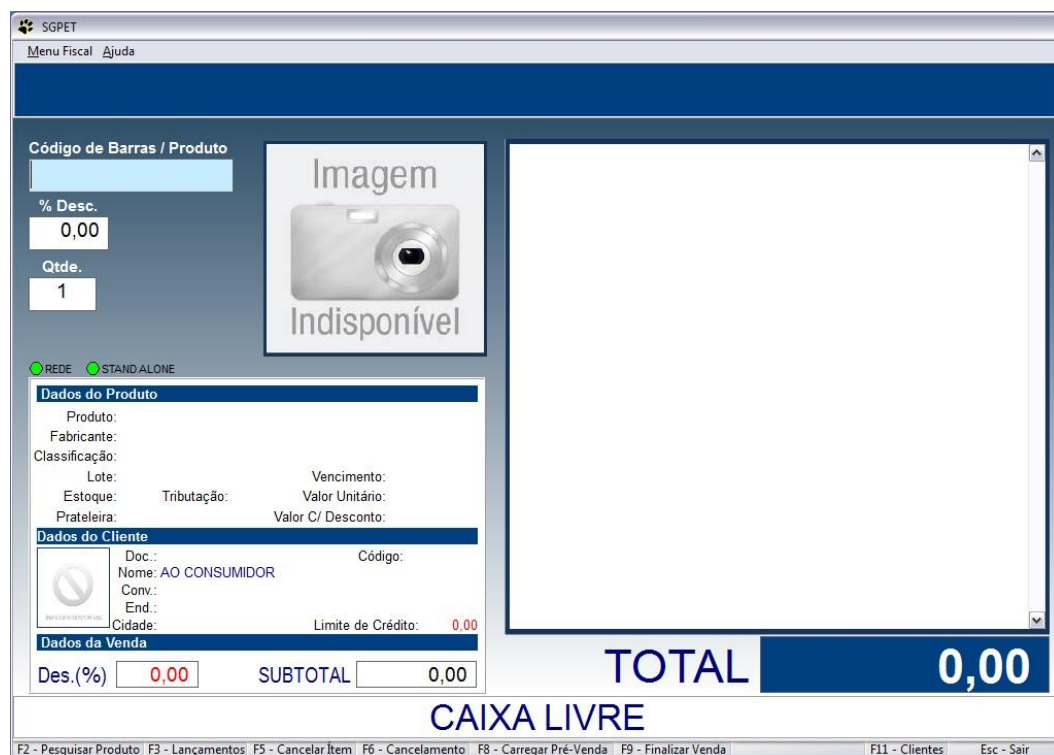 SGPET
Menu Fiscal Ajuda
Código de Barras / Produto
% Desc.
0,00
Qtde.
1
Imagem
Indisponível
REDE STAND ALONE
Dados do Produto
Produto:
Fabricante:
Classificação:
Lote: Vencimento:
Estoque: Tributação: Valor Unitário:
Prateleira: Valor C/ Desconto:
Dados do Cliente
Doc.: Código:
Nome: AO CONSUMIDOR
Conv.:
End.:
Cidade: Limite de Crédito: 0,00
Dados da Venda
Des.(%) 0,00 SUBTOTAL 0,00
TOTAL 0,00
CAIXA LIVRE
F2 - Pesquisar Produto F3 - Lançamentos F5 - Cancelar Ítem F6 - Cancelamento F8 - Carregar Pré-Venda F9 - Finalizar Venda F11 - Clientes Esc - Sair